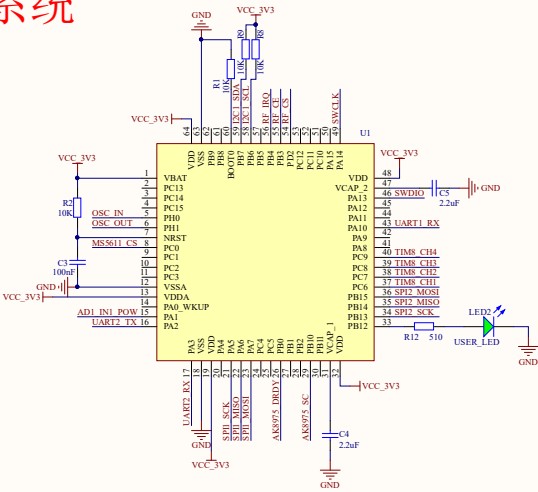 系统
GND
VCC_3V3
R9
R8
10K
10K
R1
10K
I2C1_SDA
I2C1_SCL
RF_IRQ
RF_CE
RF_CS
SWCLK
VCC_3V3
64
63
62
61
60
59
58
57
56
55
54
53
52
51
50
49
U1
VDD
VSS
PB9
PB8
BOOT0
PB7
PB6
PB5
PB4
PB3
PD2
PC12
PC11
PC10
PA15
PA14
VCC_3V3
1 VBAT
2 PC13
3 PC14
4 PC15
OSC_IN 5 PH0
OSC_OUT 6 PH1
7 NRST
MS5611_CS 8 PC0
9 PC1
10 PC2
11 PC3
12 VSSA
13 VDDA
14 PA0_WKUP
AD1_IN1_POW 15 PA1
UART2_TX 16 PA2
R2
10K
C3
100nF
GND
VCC_3V3
VCC_3V3
VDD 48
VCAP_2 47
PA13 46 SWDIO
PA12 45
PA11 44
PA10 43 UART1_RX
PA9 42
PA8 41
PC9 40 TIM8_CH4
PC8 39 TIM8_CH3
PC7 38 TIM8_CH2
PC6 37 TIM8_CH1
PB15 36 SPI2_MOSI
PB14 35 SPI2_MISO
PB13 34 SPI2_SCK
PB12 33
C5
2.2uF
GND
LED2
USER_LED
R12 510
GND
PA3
VSS
VDD
PA4
PA5
PA6
PA7
PC4
PC5
PB0
PB1
PB2
PB10
PB11
VCAP_1
VDD
17
18
19
20
21
22
23
24
25
26
27
28
29
30
31
32
UART2_RX
SPI1_SCK
SPI1_MISO
SPI1_MOSI
AK8975_DRDY
AK8975_SC
VCC_3V3
GND
VCC_3V3
C4
2.2uF
GND